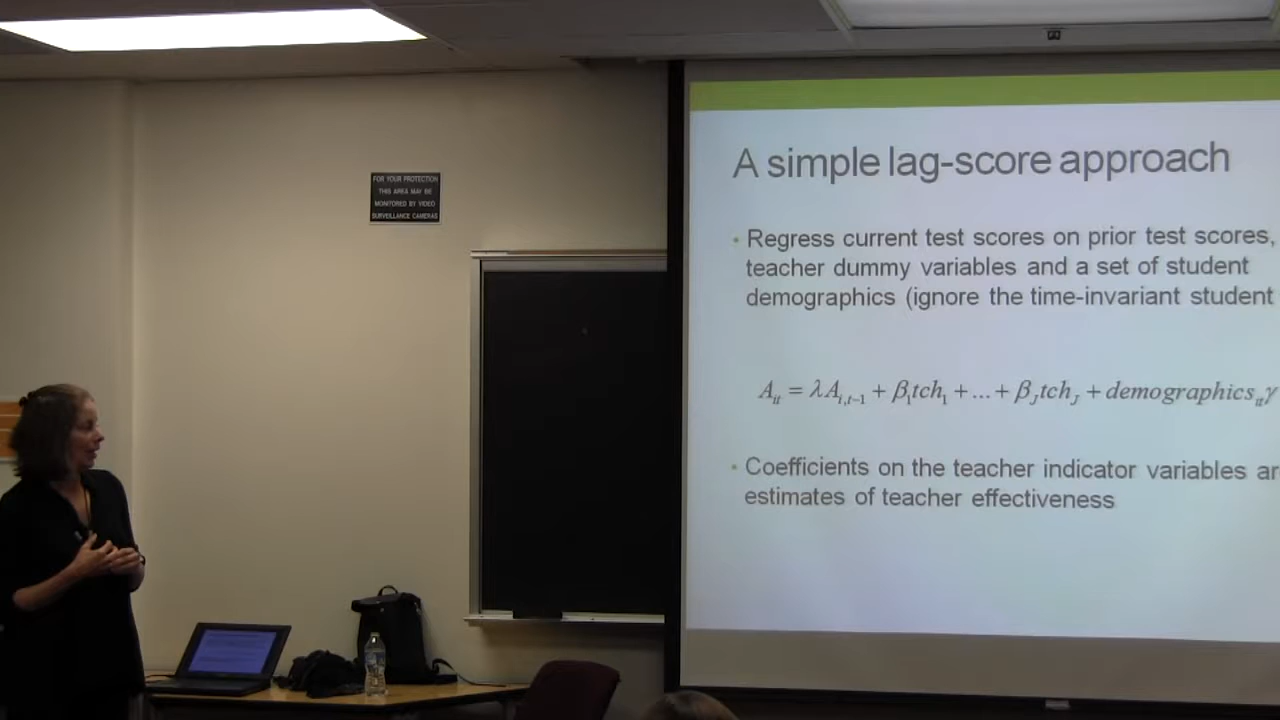 FOR YOUR PROTECTION
THIS AREA MAY BE
MONITORED BY VIDEO
SURVEILLANCE CAMERAS
A simple lag-score approach
• Regress current test scores on prior test scores,
teacher dummy variables and a set of student
demographics (ignore the time-invariant student
A_it = λA_i,t−1 + β_1tch_1 + ... + β_Jtch_J + demographics_itγ
• Coefficients on the teacher indicator variables
estimates of teacher effectiveness